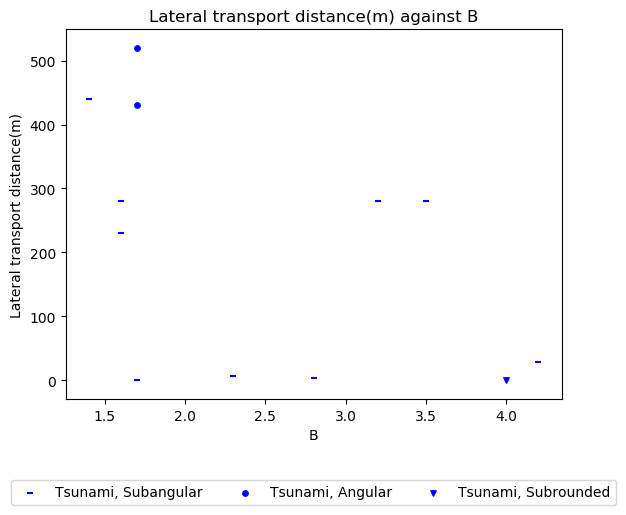 Lateral transport distance(m) against B
500
400
300
200
100
0
Lateral transport distance(m)
1.5 2.0 2.5 3.0 3.5 4.0
B
Tsunami, Subangular Tsunami, Angular Tsunami, Subrounded